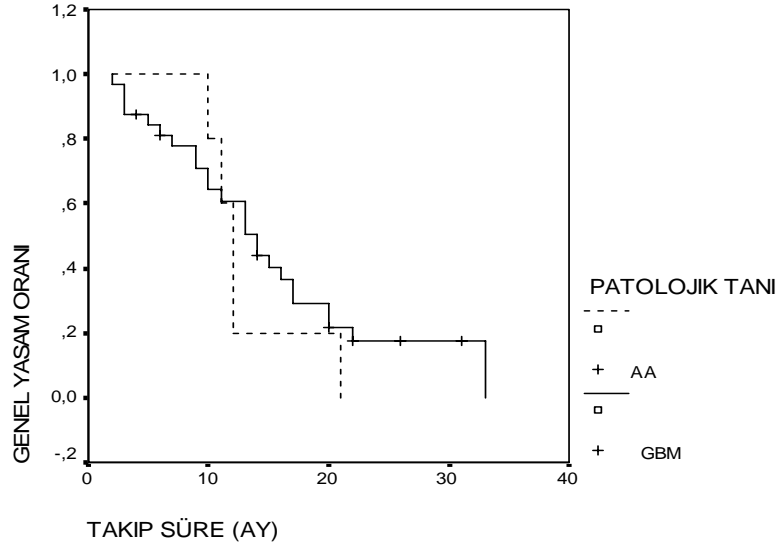 1,2
1,0
,8
,6
,4
,2
0,0
-,2
GENEL YASAM ORANI
0
10
20
30
40
TAKIP SÜRE (AY)
PATOLOJIK TANI
AA
GBM